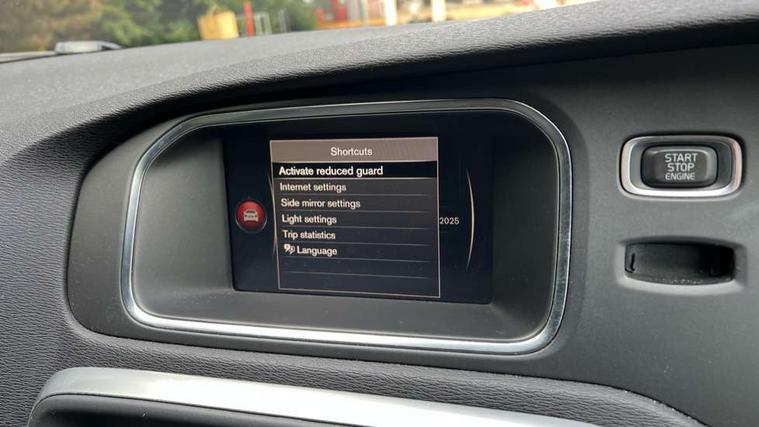 Shortcuts
Activate reduced guard
Internet settings
Side mirror settings
Light settings
Trip statistics
Language
2025
START
STOP
ENGINE